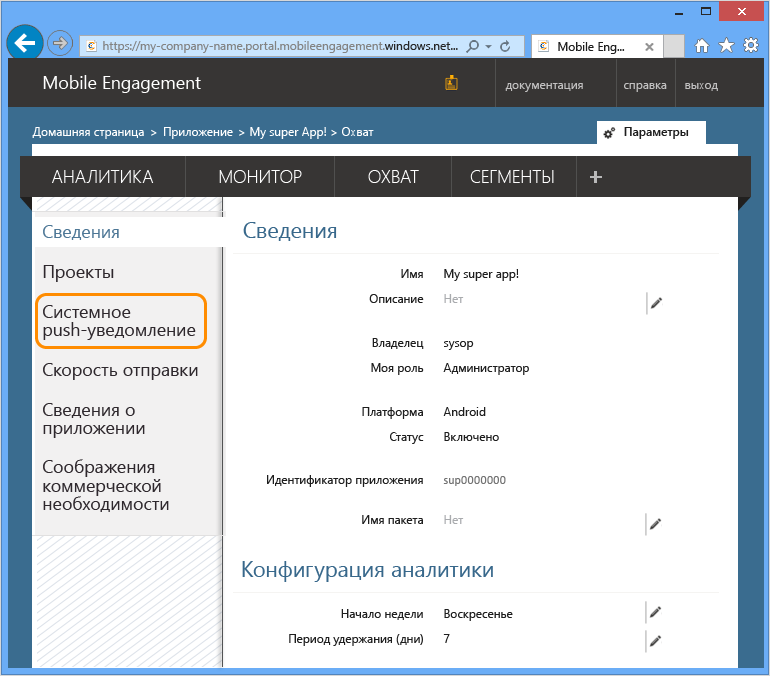 https://my-company-name.portal.mobileengagement.windows.net...
Mobile Eng...
Mobile Engagement
документация
справка
выход
Домашняя страница > Приложение > My super App! > Охват
Параметры
АНАЛИТИКА
МОНИТОР
ОХВАТ
СЕГМЕНТЫ
+
Сведения
Проекты
Системное
push-уведомление
Скорость отправки
Сведения о
приложении
Соображения
коммерческой
необходимости
Сведения
Имя My super app!
Описание Нет
Владелец sysop
Моя роль Администратор
Платформа Android
Статус Включено
Идентификатор приложения sup0000000
Имя пакета Нет
Конфигурация аналитики
Начало недели Воскресенье
Период удержания (дни) 7